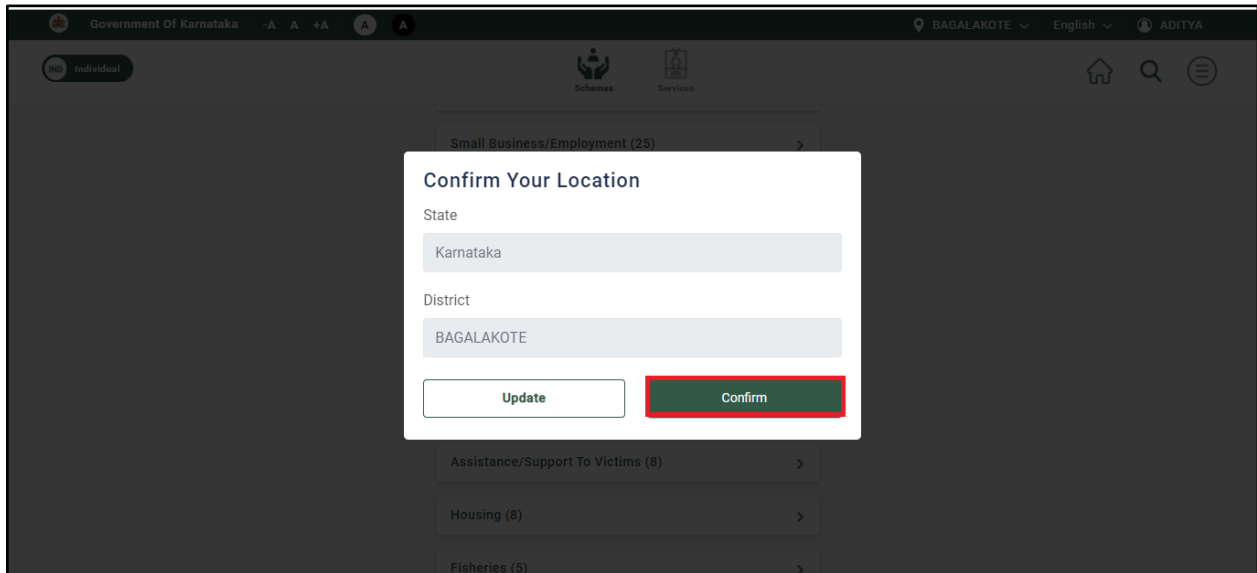 Government Of Karnataka -A A +A A A BAGALAKOTE English ADITYA
IND Individual
Schemes Services
Small Business/Employment (25)
Confirm Your Location
State
Karnataka
District
BAGALAKOTE
Update Confirm
Assistance/Support To Victims (8)
Housing (8)
Fisheries (5)